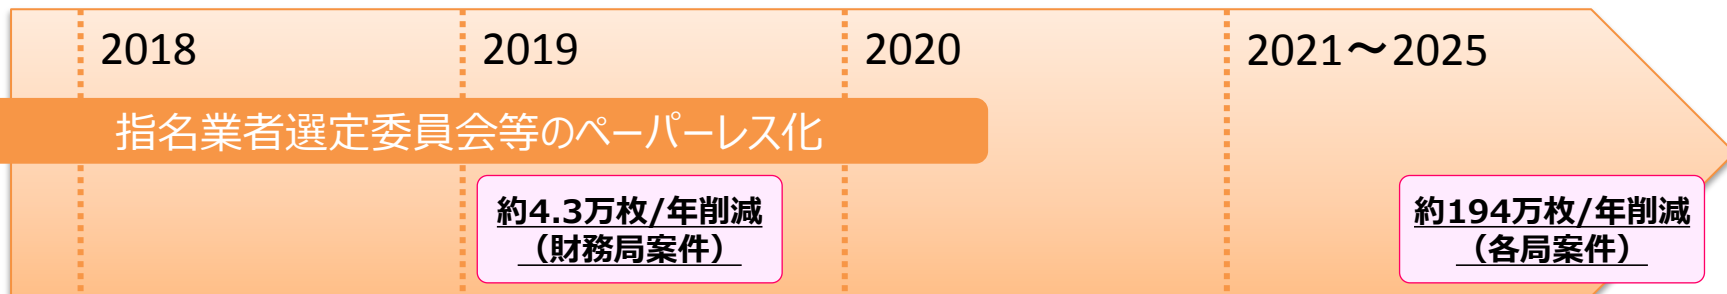 2018
2019
2020
2021～2025
指名業者選定委員会等のペーパーレス化
約4.3万枚/年削減
（財務局案件）
約194万枚/年削減
（各局案件）